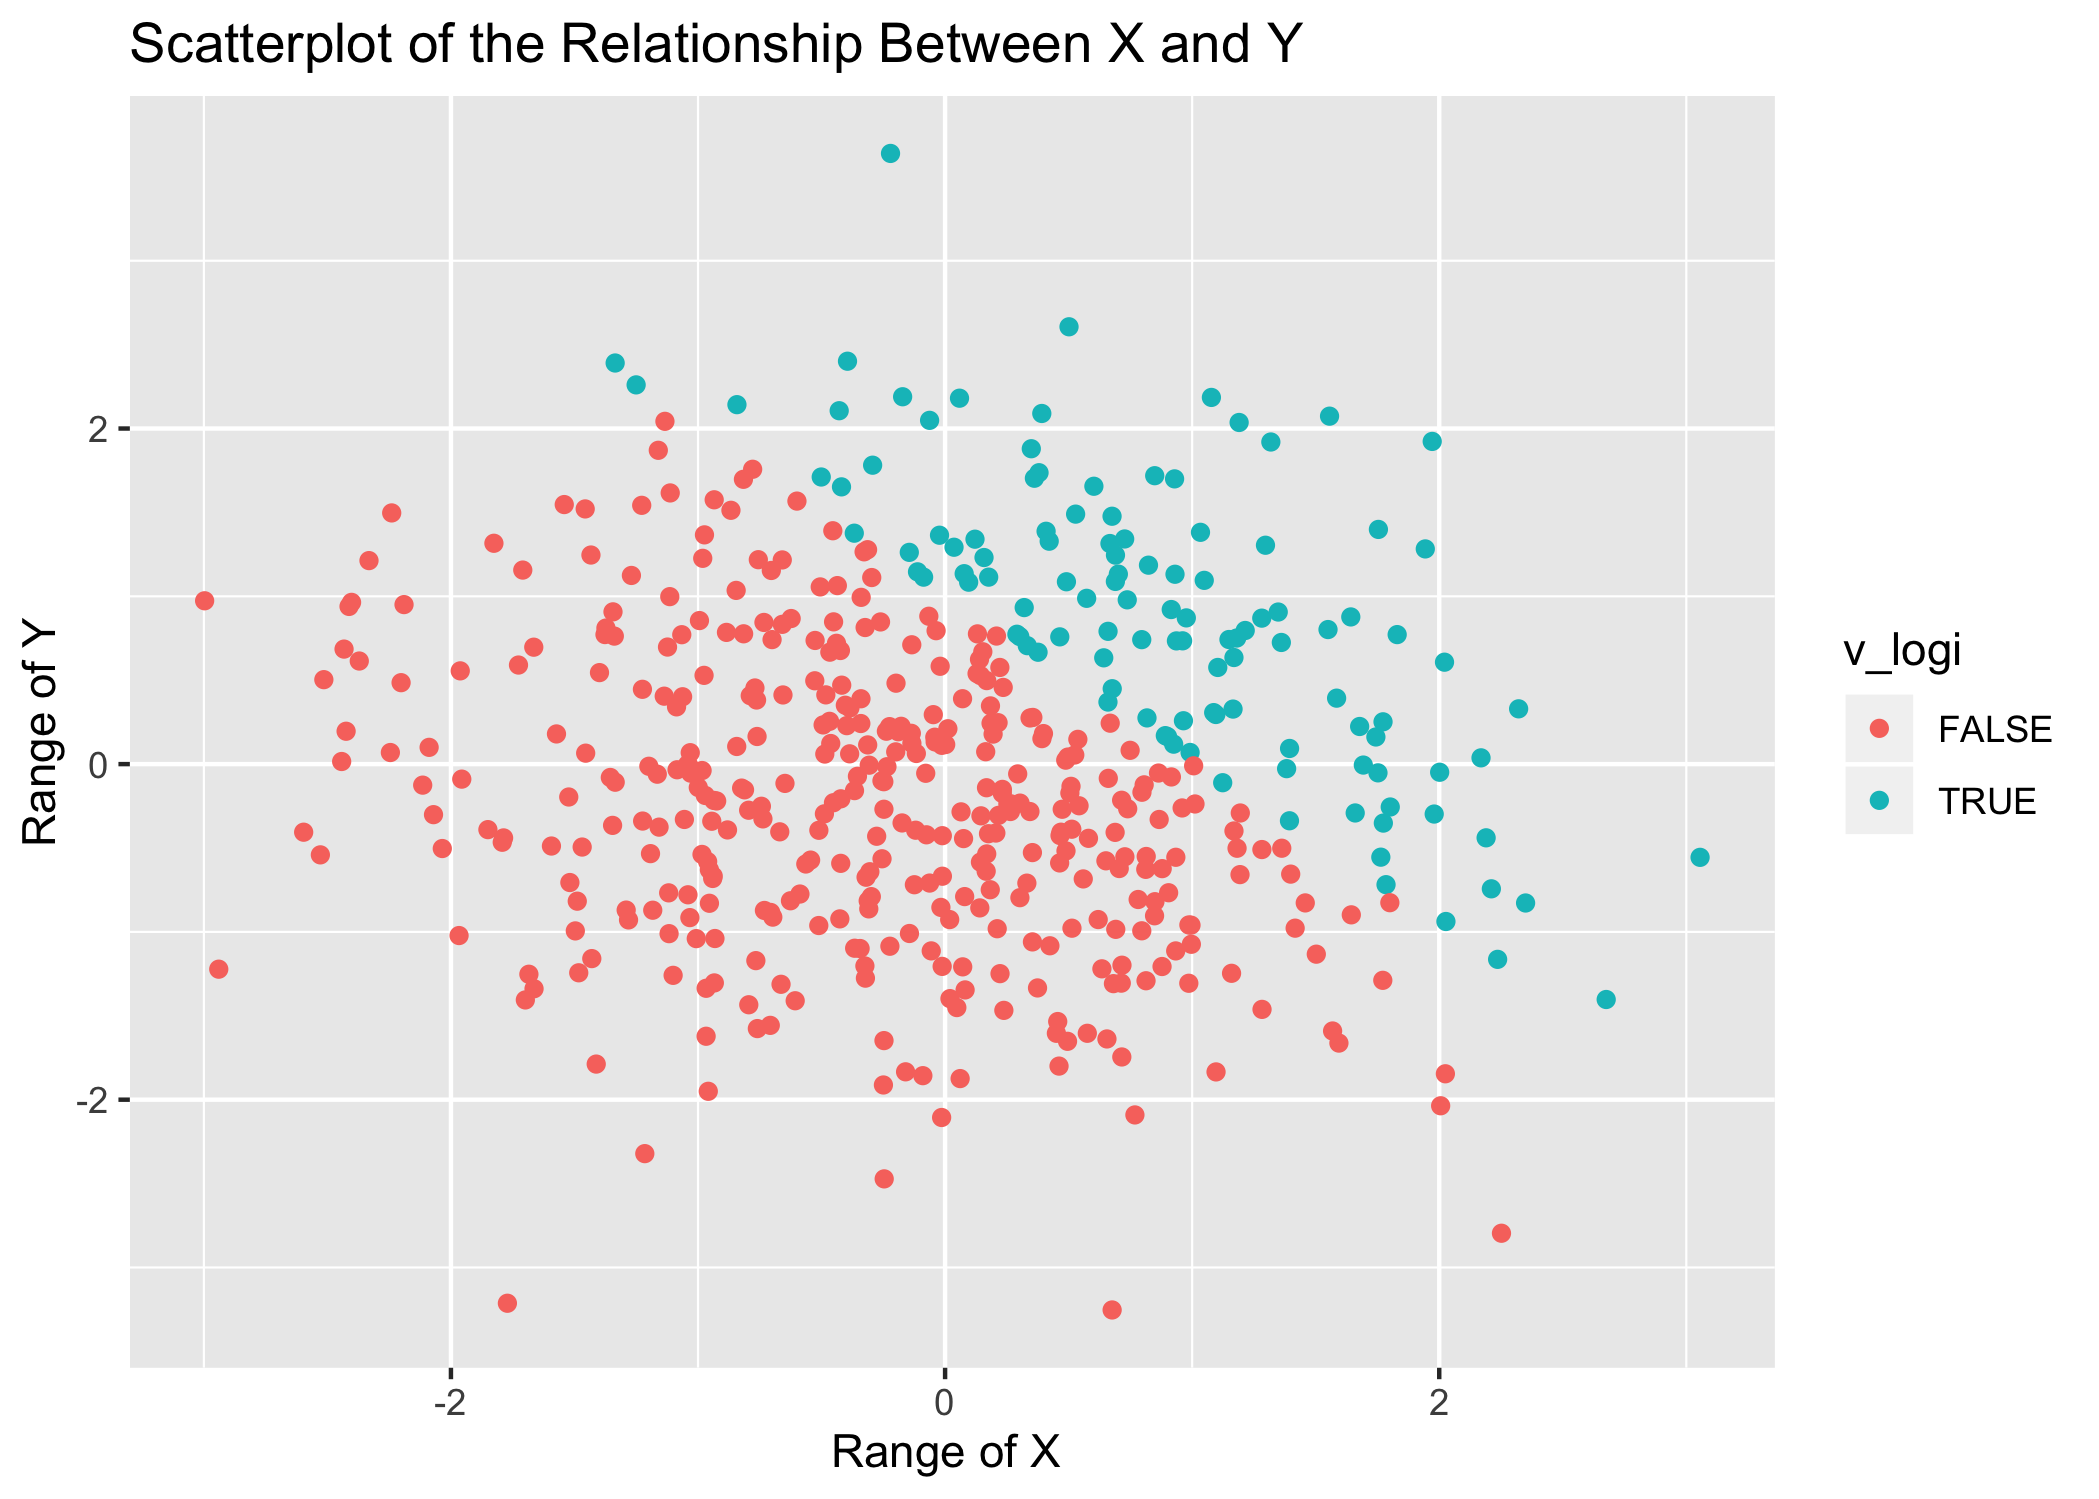 Scatterplot of the Relationship Between X and Y
Range of Y
2
0
-2
-2
0
2
Range of X
v_logi
FALSE
TRUE